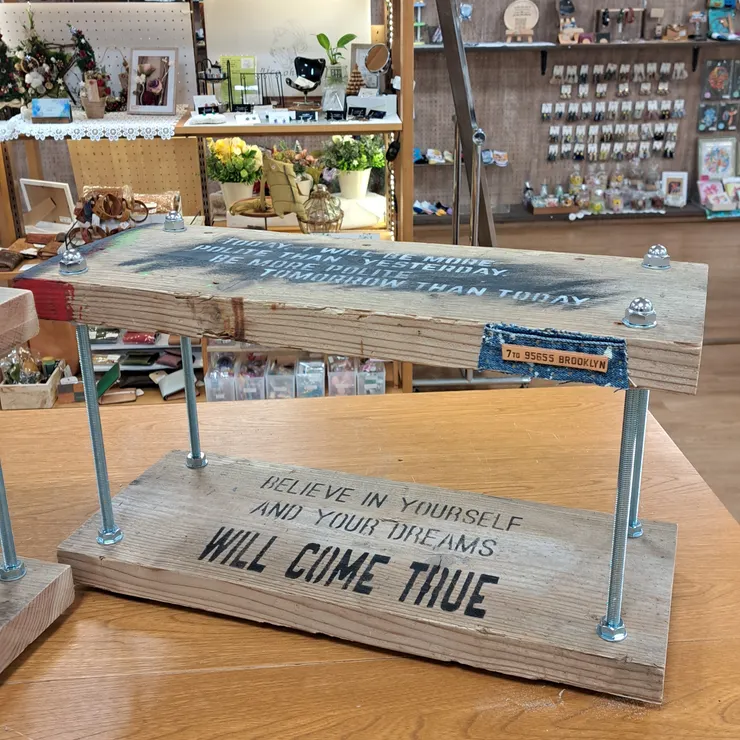 TODAY, I WILL BE MORE
POLITE THAN YESTERDAY.
BE MORE POLITE
TOMORROW THAN TODAY
7TO 95655 BROOKLYN
BELIEVE IN YOURSELF
AND YOUR DREAMS
WILL COME TRUE